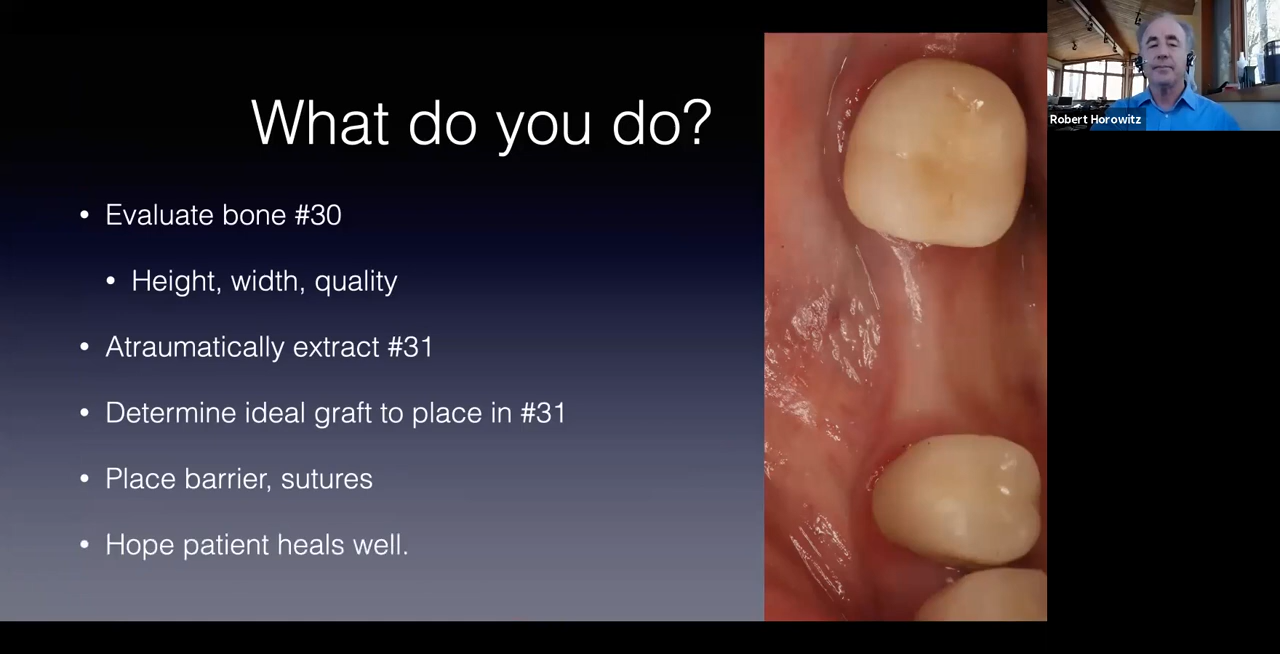 What do you do?
• Evaluate bone #30
• Height, width, quality
• Atraumatically extract #31
• Determine ideal graft to place in #31
• Place barrier, sutures
• Hope patient heals well.
Robert Horowitz